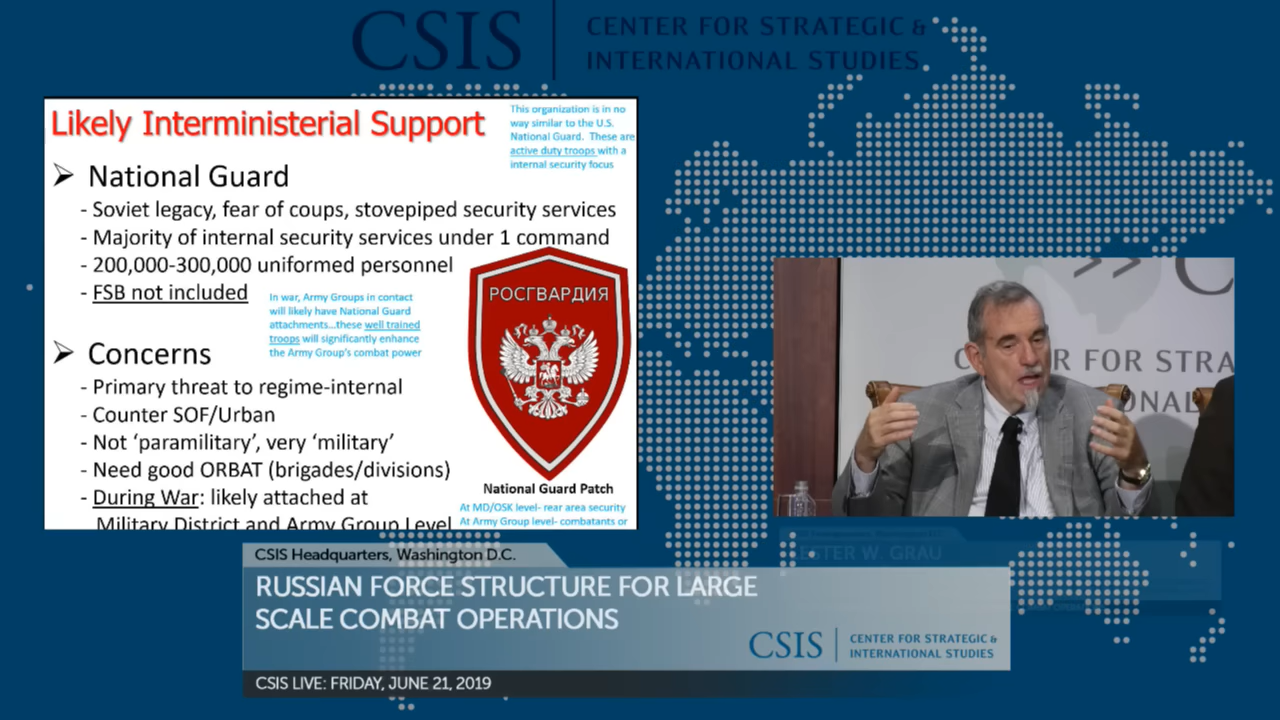 CSIS
CENTER FOR STRATEGIC &
INTERNATIONAL STUDIES
Likely Interministerial Support
This organization is in no
way similar to the U.S.
National Guard. These are
active duty troops with a
internal security focus
➢ National Guard
- Soviet legacy, fear of coups, stovepiped security services
- Majority of internal security services under 1 command
- 200,000-300,000 uniformed personnel
- FSB not included
In war, Army Groups in contact
will likely have National Guard
attachments...these well trained
troops will significantly enhance
the Army Group's combat power
РОСГВАРДИЯ
➢ Concerns
- Primary threat to regime-internal
- Counter SOF/Urban
- Not 'paramilitary', very 'military'
- Need good ORBAT (brigades/divisions)
- During War: likely attached at
Military District and Army Group Level
National Guard Patch
At MD/OSK level- rear area security
At Army Group level- combatants or
>> C
C TER FOR STRA
ONAL
ESTER W. GRAU
CSIS Headquarters, Washington D.C.
RUSSIAN FORCE STRUCTURE FOR LARGE
SCALE COMBAT OPERATIONS
CSIS
CENTER FOR STRATEGIC &
INTERNATIONAL STUDIES
CSIS LIVE: FRIDAY, JUNE 21, 2019